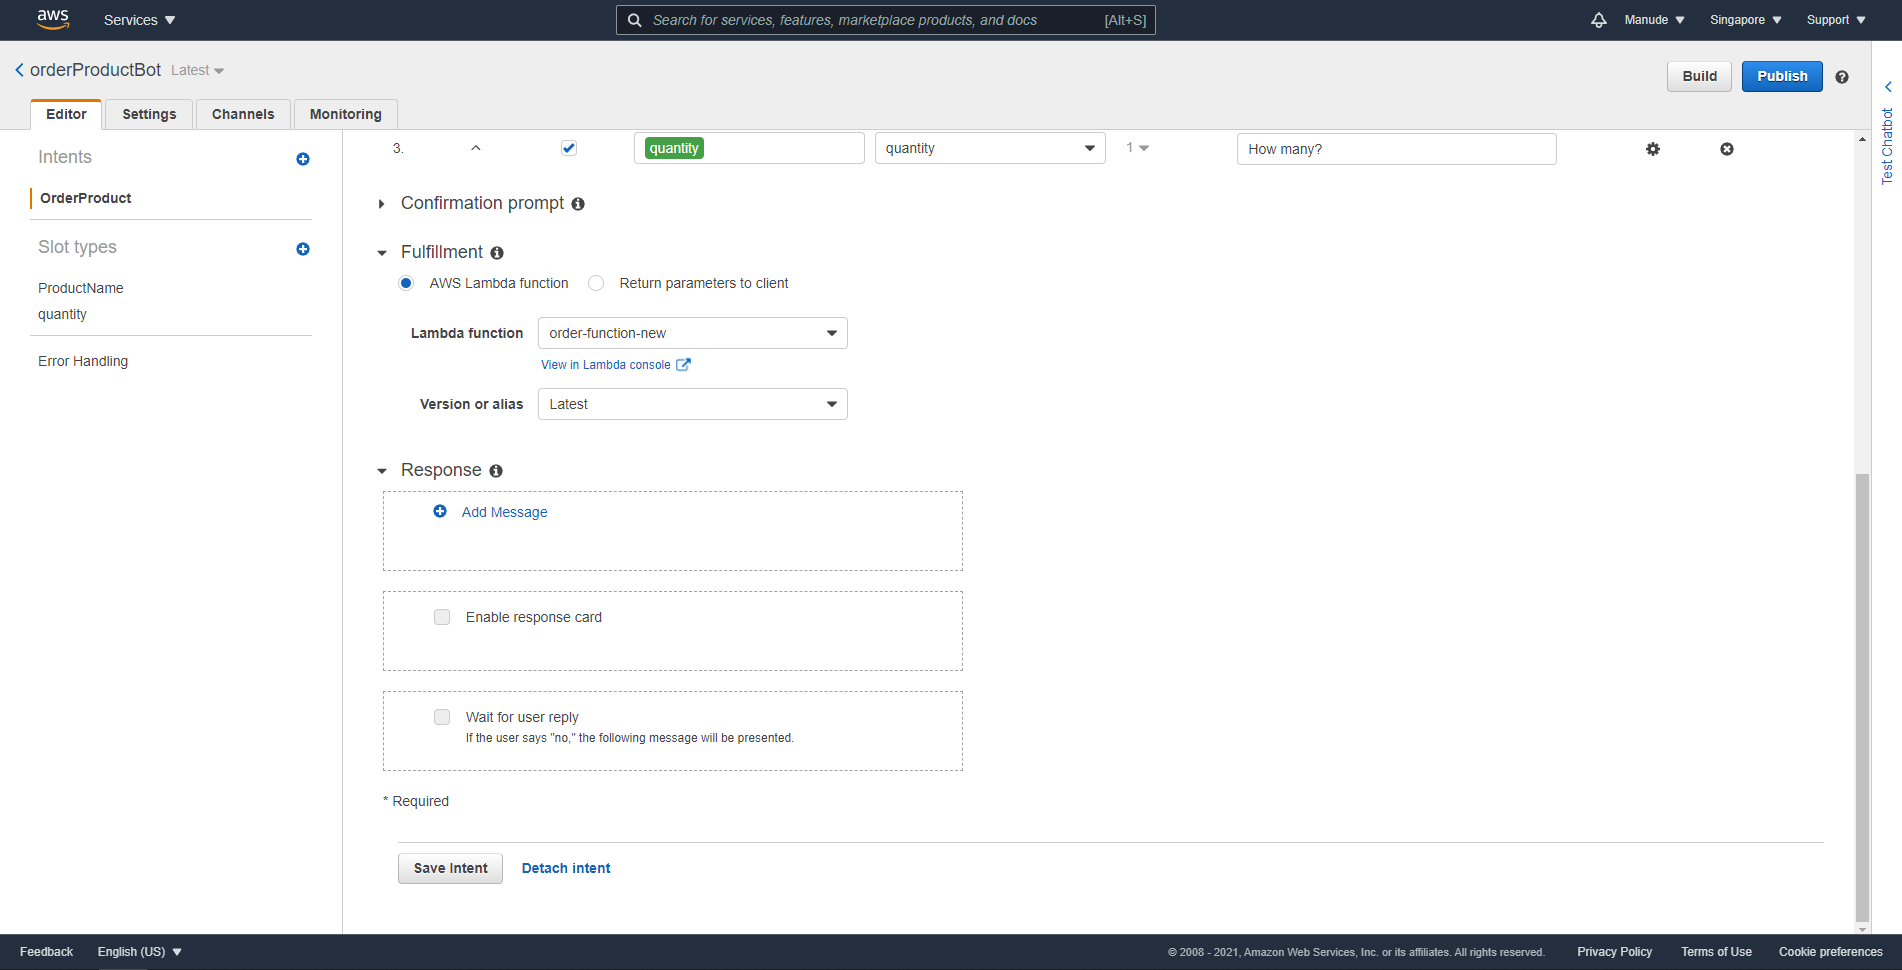 aws
Services
Search for services, features, marketplace products, and docs [Alt+S]
Manude
Singapore
Support
orderProductBot Latest
Build
Publish
Editor
Settings
Channels
Monitoring
Test Chatbot
Intents
OrderProduct
Slot types
ProductName
quantity
Error Handling
3. quantity quantity 1 How many?
Confirmation prompt
Fulfillment
AWS Lambda function Return parameters to client
Lambda function order-function-new
View in Lambda console
Version or alias Latest
Response
Add Message
Enable response card
Wait for user reply
If the user says "no," the following message will be presented.
* Required
Save Intent Detach intent
Feedback English (US) © 2008 - 2021, Amazon Web Services, Inc. or its affiliates. All rights reserved. Privacy Policy Terms of Use Cookie preferences